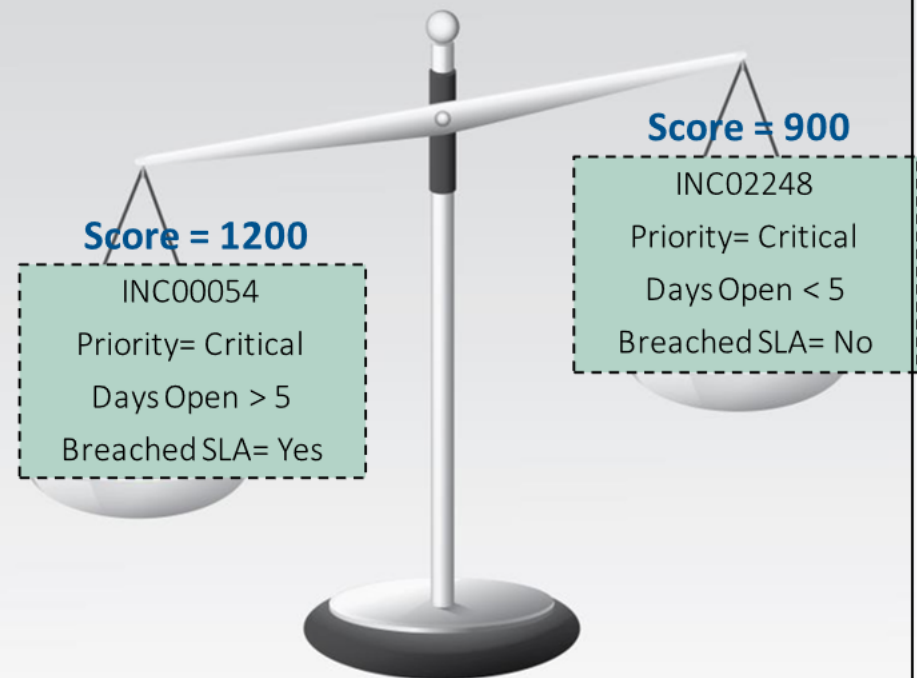 Score = 1200
INC00054
Priority= Critical
Days Open > 5
Breached SLA= Yes
Score = 900
INC02248
Priority= Critical
Days Open < 5
Breached SLA= No